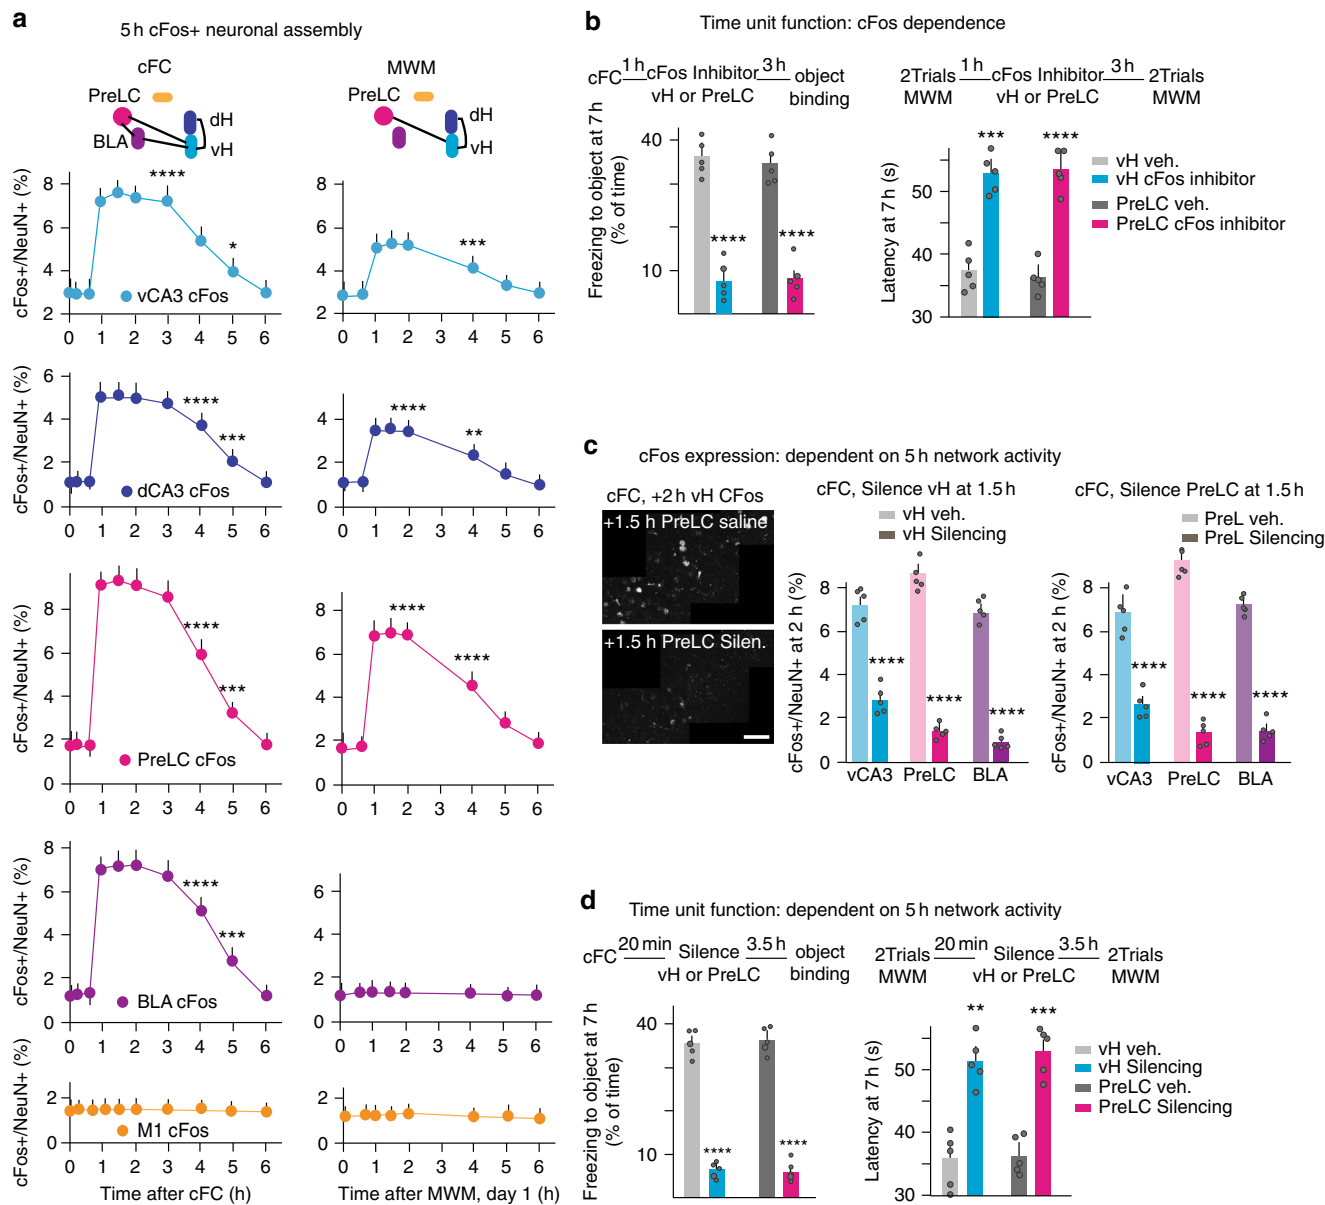 a
5 h cFos+ neuronal assembly
cFC
MWM
PreLC
dH
BLA
vH
PreLC
dH
vH
cFos+/NeuN+ (%)
8
6
4
2
vCA3 cFos
****
*
0 1 2 3 4 5 6
8
6
4
2
***
0 1 2 3 4 5 6
cFos+/NeuN+ (%)
6
4
2
0
dCA3 cFos
****
***
0 1 2 3 4 5 6
4
2
0
****
**
0 1 2 3 4 5 6
cFos+/NeuN+ (%)
8
6
4
2
0
PreLC cFos
****
***
0 1 2 3 4 5 6
8
6
4
2
0
****
****
0 1 2 3 4 5 6
cFos+/NeuN+ (%)
8
6
4
2
0
BLA cFos
****
***
0 1 2 3 4 5 6
6
4
2
0
0 1 2 3 4 5 6
cFos+/NeuN+ (%)
2
0
M1 cFos
0 1 2 3 4 5 6
Time after cFC (h)
2
0
0 1 2 3 4 5 6
Time after MWM, day 1 (h)
b
Time unit function: cFos dependence
cFC 1 h cFos Inhibitor 3 h object
vH or PreLC binding
2Trials 1 h cFos Inhibitor 3 h 2Trials
MWM vH or PreLC MWM
Freezing to object at 7 h
(% of time)
40
10
****
****
Latency at 7 h (s)
50
40
30
***
****
vH veh.
vH cFos inhibitor
PreLC veh.
PreLC cFos inhibitor
c
cFos expression: dependent on 5 h network activity
cFC, +2 h vH CFos
+1.5 h PreLC saline
+1.5 h PreLC Silen.
cFC, Silence vH at 1.5 h
vH veh.
vH Silencing
cFos+/NeuN+ at 2 h (%)
8
6
4
2
0
****
****
****
vCA3 PreLC BLA
cFC, Silence PreLC at 1.5 h
PreL veh.
PreL Silencing
cFos+/NeuN+ at 2 h (%)
8
6
4
2
0
****
****
****
vCA3 PreLC BLA
d
Time unit function: dependent on 5 h network activity
cFC 20 min Silence 3.5 h object
vH or PreLC binding
2Trials 20 min Silence 3.5 h 2Trials
MWM vH or PreLC MWM
Freezing to object at 7 h
(% of time)
40
10
****
****
Latency at 7 h (s)
50
40
30
**
***
vH veh.
vH Silencing
PreLC veh.
PreLC Silencing